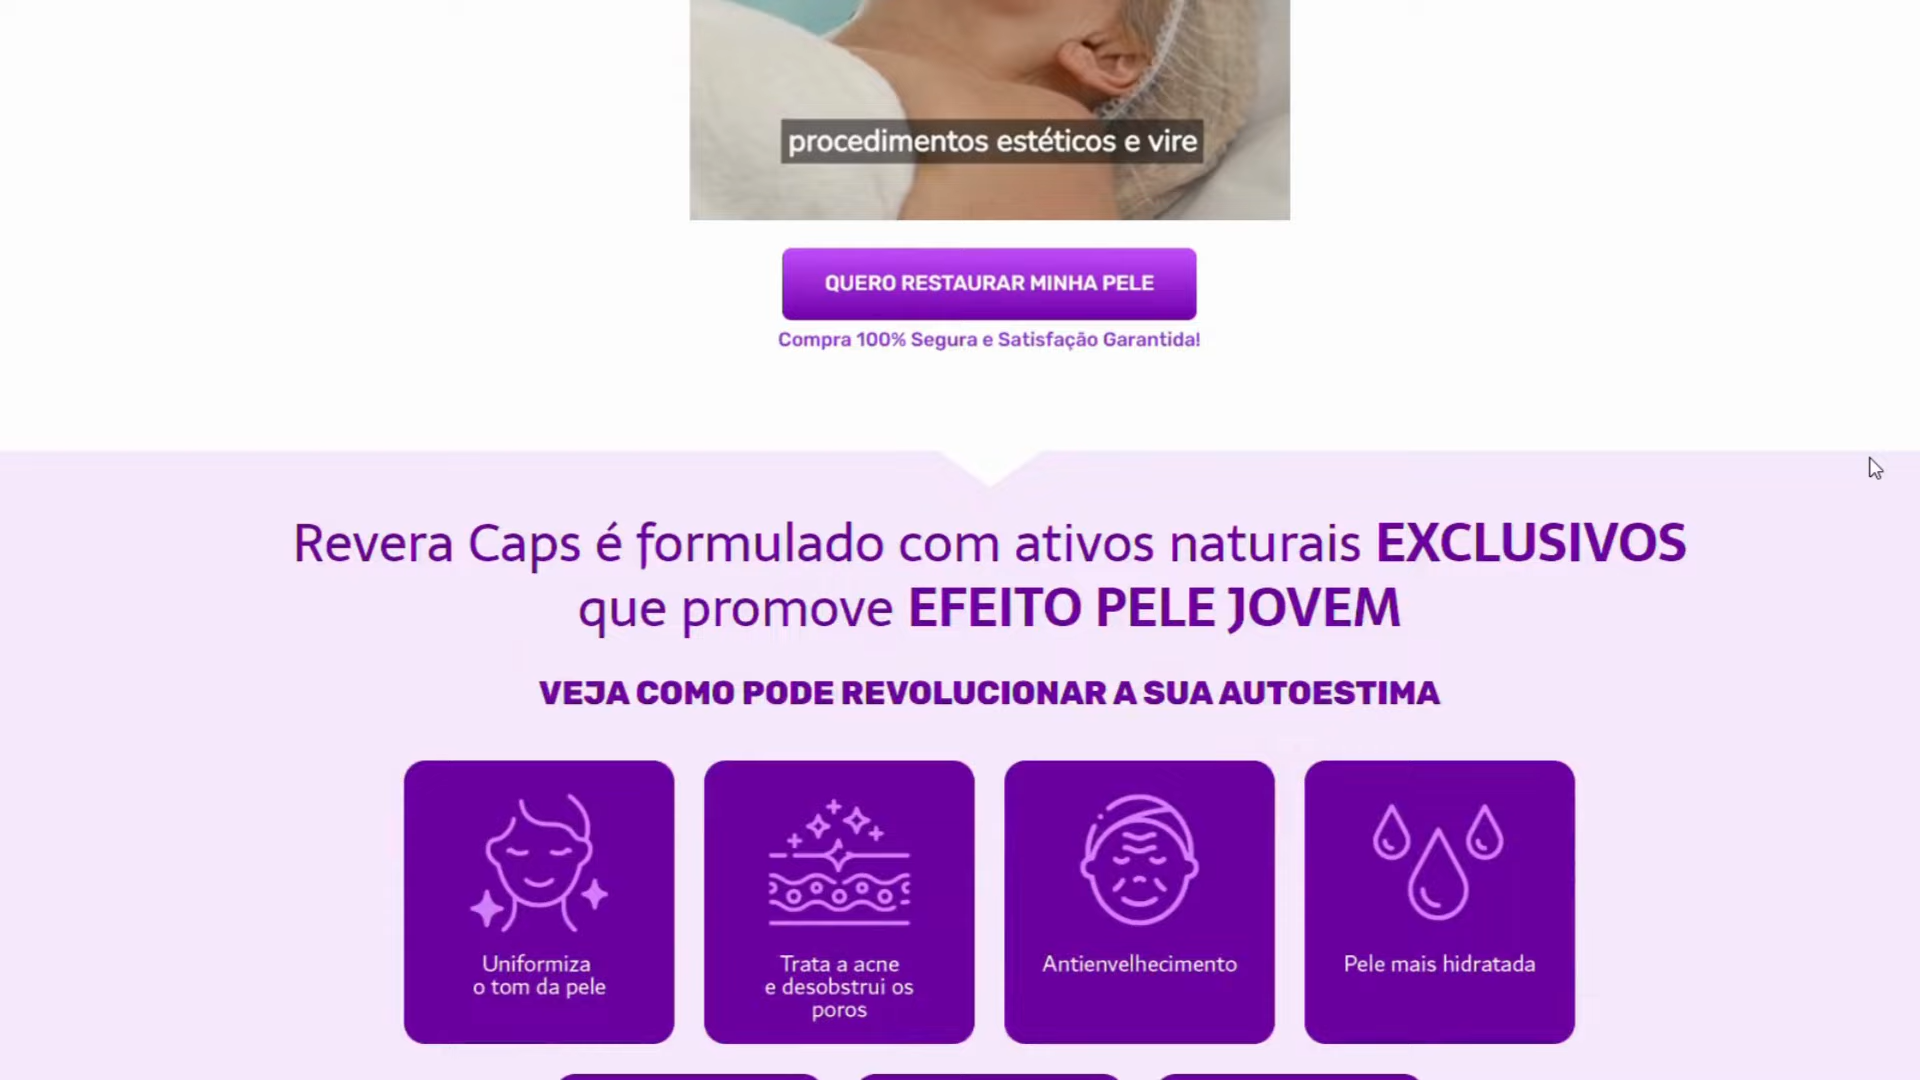 procedimentos estéticos e vire
QUERO RESTAURAR MINHA PELE
Compra 100% Segura e Satisfação Garantida!
Revera Caps é formulado com ativos naturais EXCLUSIVOS
que promove EFEITO PELE JOVEM
VEJA COMO PODE REVOLUCIONAR A SUA AUTOESTIMA
Uniformiza
o tom da pele
Trata a acne
e desobstrui os
poros
Antienvelhecimento
Pele mais hidratada